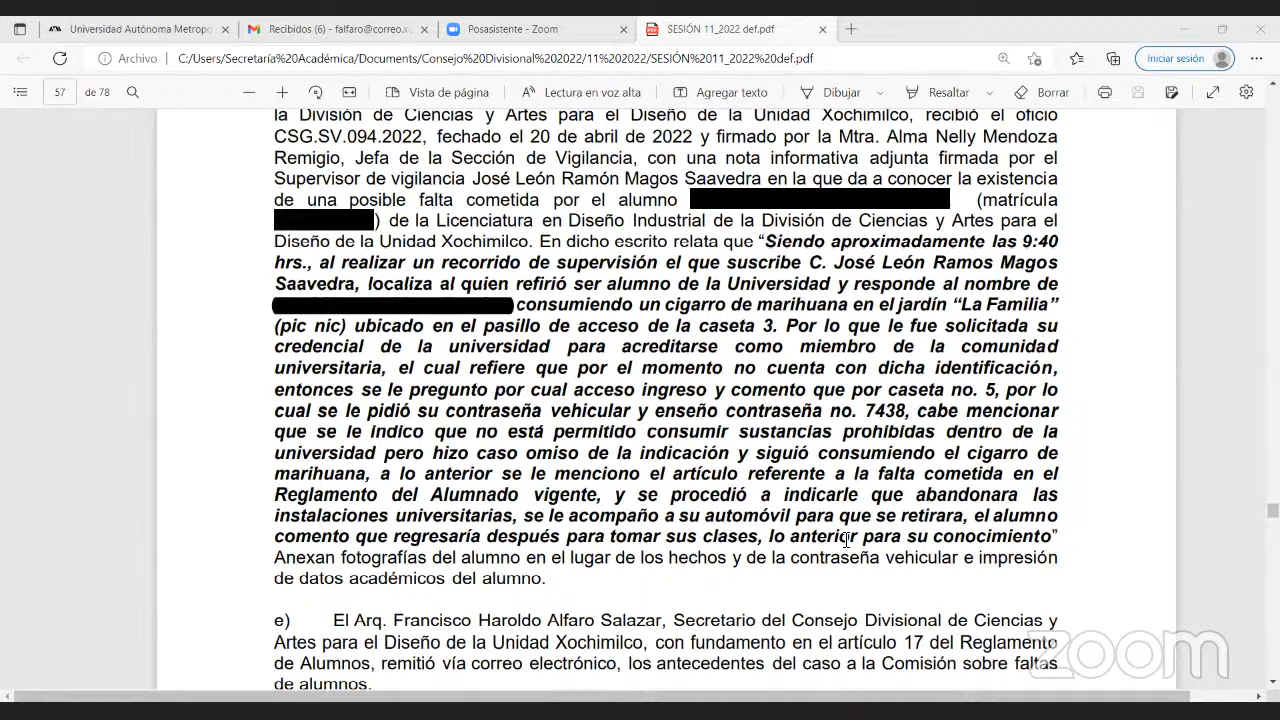 Universidad Autónoma Metropo
Recibidos (6) - falfaro@correo.xo
Posasistente - Zoom
SESIÓN 11_2022 def.pdf
Archivo
C:/Users/Secretaría%20Académica/Documents/Consejo%20Divisional%202022/11%202022/SESIÓN%2011_2022%20def.pdf
Iniciar sesión
57 de 78
Vista de página
Lectura en voz alta
Agregar texto
Dibujar
Resaltar
Borrar
la División de Ciencias y Artes para el Diseño de la Unidad Xochimilco, recibió el oficio
CSG.SV.094.2022, fechado el 20 de abril de 2022 y firmado por la Mtra. Alma Nelly Mendoza
Remigio, Jefa de la Sección de Vigilancia, con una nota informativa adjunta firmada por el
Supervisor de vigilancia José León Ramón Magos Saavedra en la que da a conocer la existencia
de una posible falta cometida por el alumno (matrícula
) de la Licenciatura en Diseño Industrial de la División de Ciencias y Artes para el
Diseño de la Unidad Xochimilco. En dicho escrito relata que “Siendo aproximadamente las 9:40
hrs., al realizar un recorrido de supervisión el que suscribe C. José León Ramos Magos
Saavedra, localiza al quien refirió ser alumno de la Universidad y responde al nombre de
consumiendo un cigarro de marihuana en el jardín “La Familia”
(pic nic) ubicado en el pasillo de acceso de la caseta 3. Por lo que le fue solicitada su
credencial de la universidad para acreditarse como miembro de la comunidad
universitaria, el cual refiere que por el momento no cuenta con dicha identificación,
entonces se le pregunto por cual acceso ingreso y comento que por caseta no. 5, por lo
cual se le pidió su contraseña vehicular y enseño contraseña no. 7438, cabe mencionar
que se le indico que no está permitido consumir sustancias prohibidas dentro de la
universidad pero hizo caso omiso de la indicación y siguió consumiendo el cigarro de
marihuana, a lo anterior se le menciono el artículo referente a la falta cometida en el
Reglamento del Alumnado vigente, y se procedió a indicarle que abandonara las
instalaciones universitarias, se le acompaño a su automóvil para que se retirara, el alumno
comento que regresaría después para tomar sus clases, lo anterior para su conocimiento”
Anexan fotografías del alumno en el lugar de los hechos y de la contraseña vehicular e impresión
de datos académicos del alumno.
e) El Arq. Francisco Haroldo Alfaro Salazar, Secretario del Consejo Divisional de Ciencias y
Artes para el Diseño de la Unidad Xochimilco, con fundamento en el artículo 17 del Reglamento
de Alumnos, remitió vía correo electrónico, los antecedentes del caso a la Comisión sobre faltas
de alumnos.
zoom